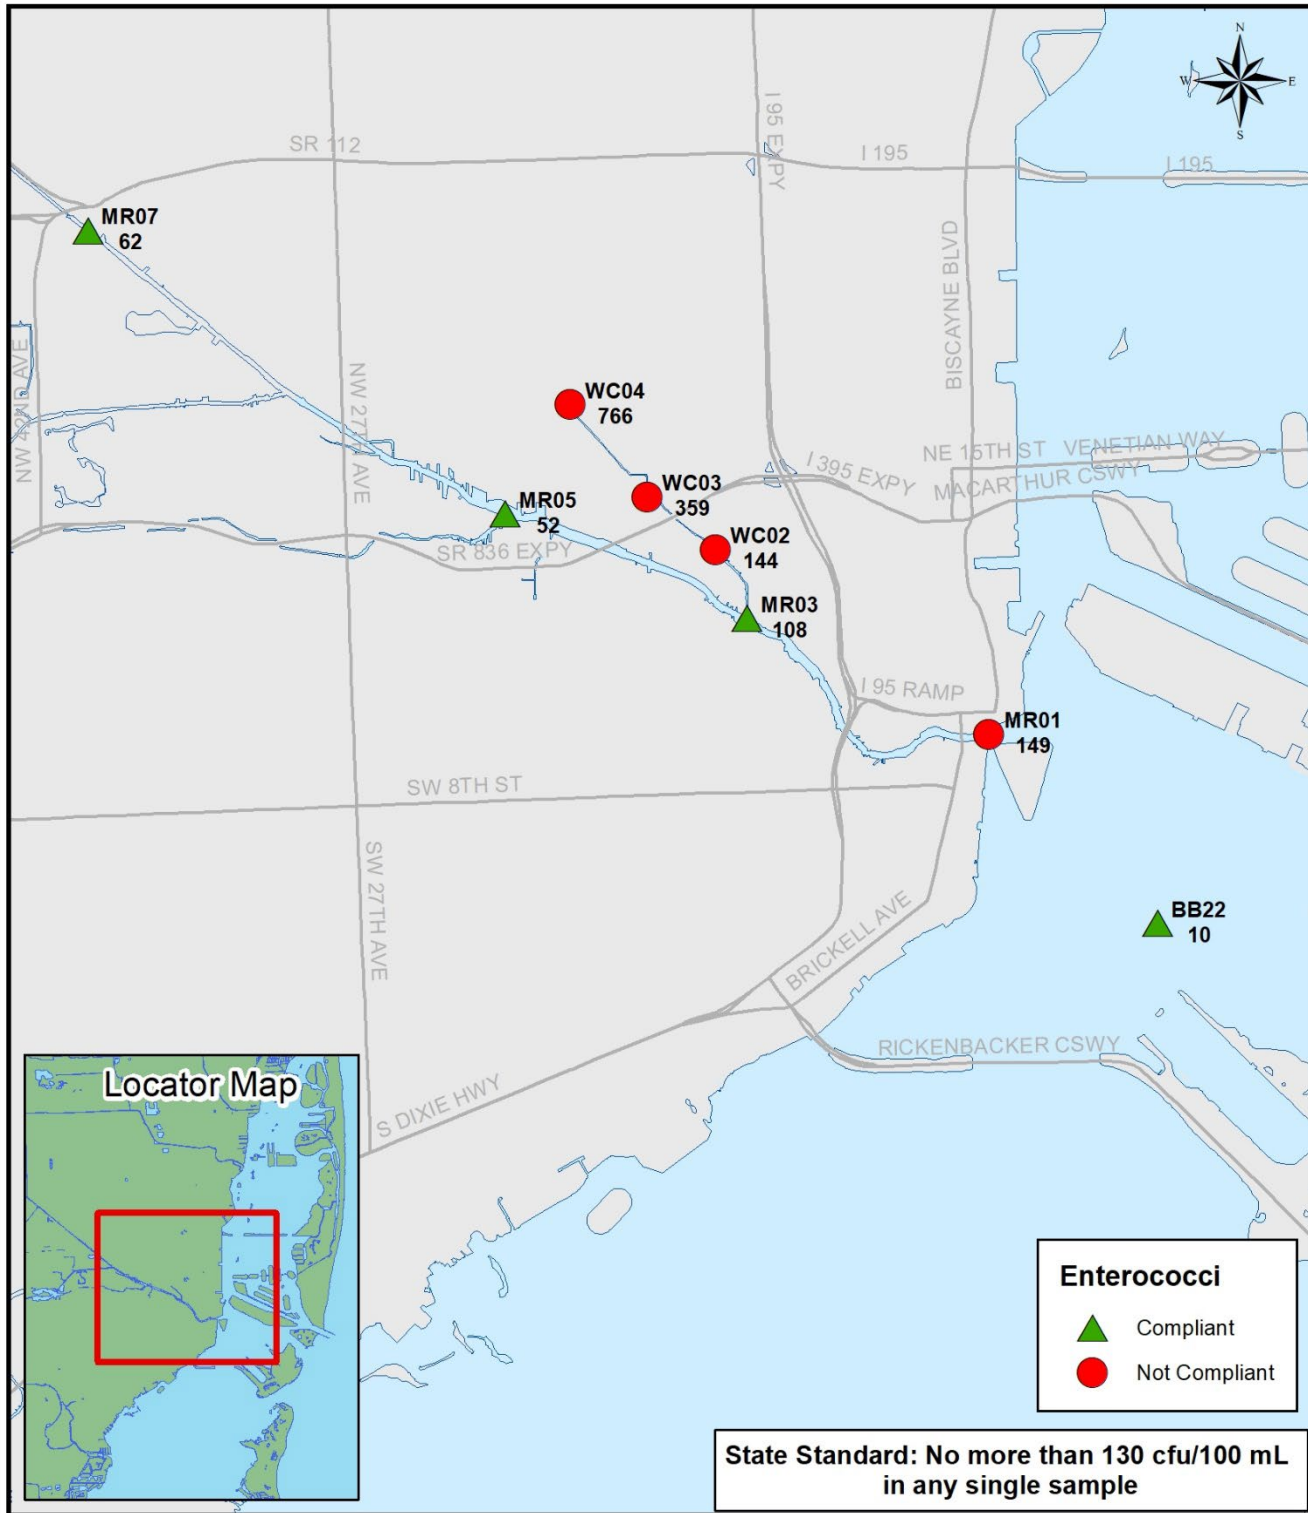 N
W
E
S
SR 112
I 195
I 195
I 95 EXPY
MR07
62
BISCAYNE BLVD
NW 42ND AVE
NW 27TH AVE
WC04
766
NE 15TH ST
VENETIAN WAY
I 395 EXPY
MACARTHUR CSWY
WC03
359
MR05
52
SR 836 EXPY
WC02
144
MR03
108
I 95 RAMP
MR01
149
SW 8TH ST
SW 27TH AVE
BRICKELL AVE
BB22
10
RICKENBACKER CSWY
S DIXIE HWY
Locator Map
Enterococci
Compliant
Not Compliant
State Standard: No more than 130 cfu/100 mL
in any single sample